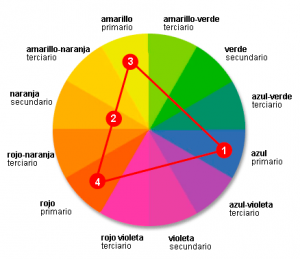 amarillo
primario
amarillo-verde
terciario
amarillo-naranja
terciario
verde
secundario
naranja
secundario
azul-verde
terciario
rojo-naranja
terciario
azul
primario
rojo
primario
azul-violeta
terciario
rojo violeta
terciario
violeta
secundario
3
2
1
4